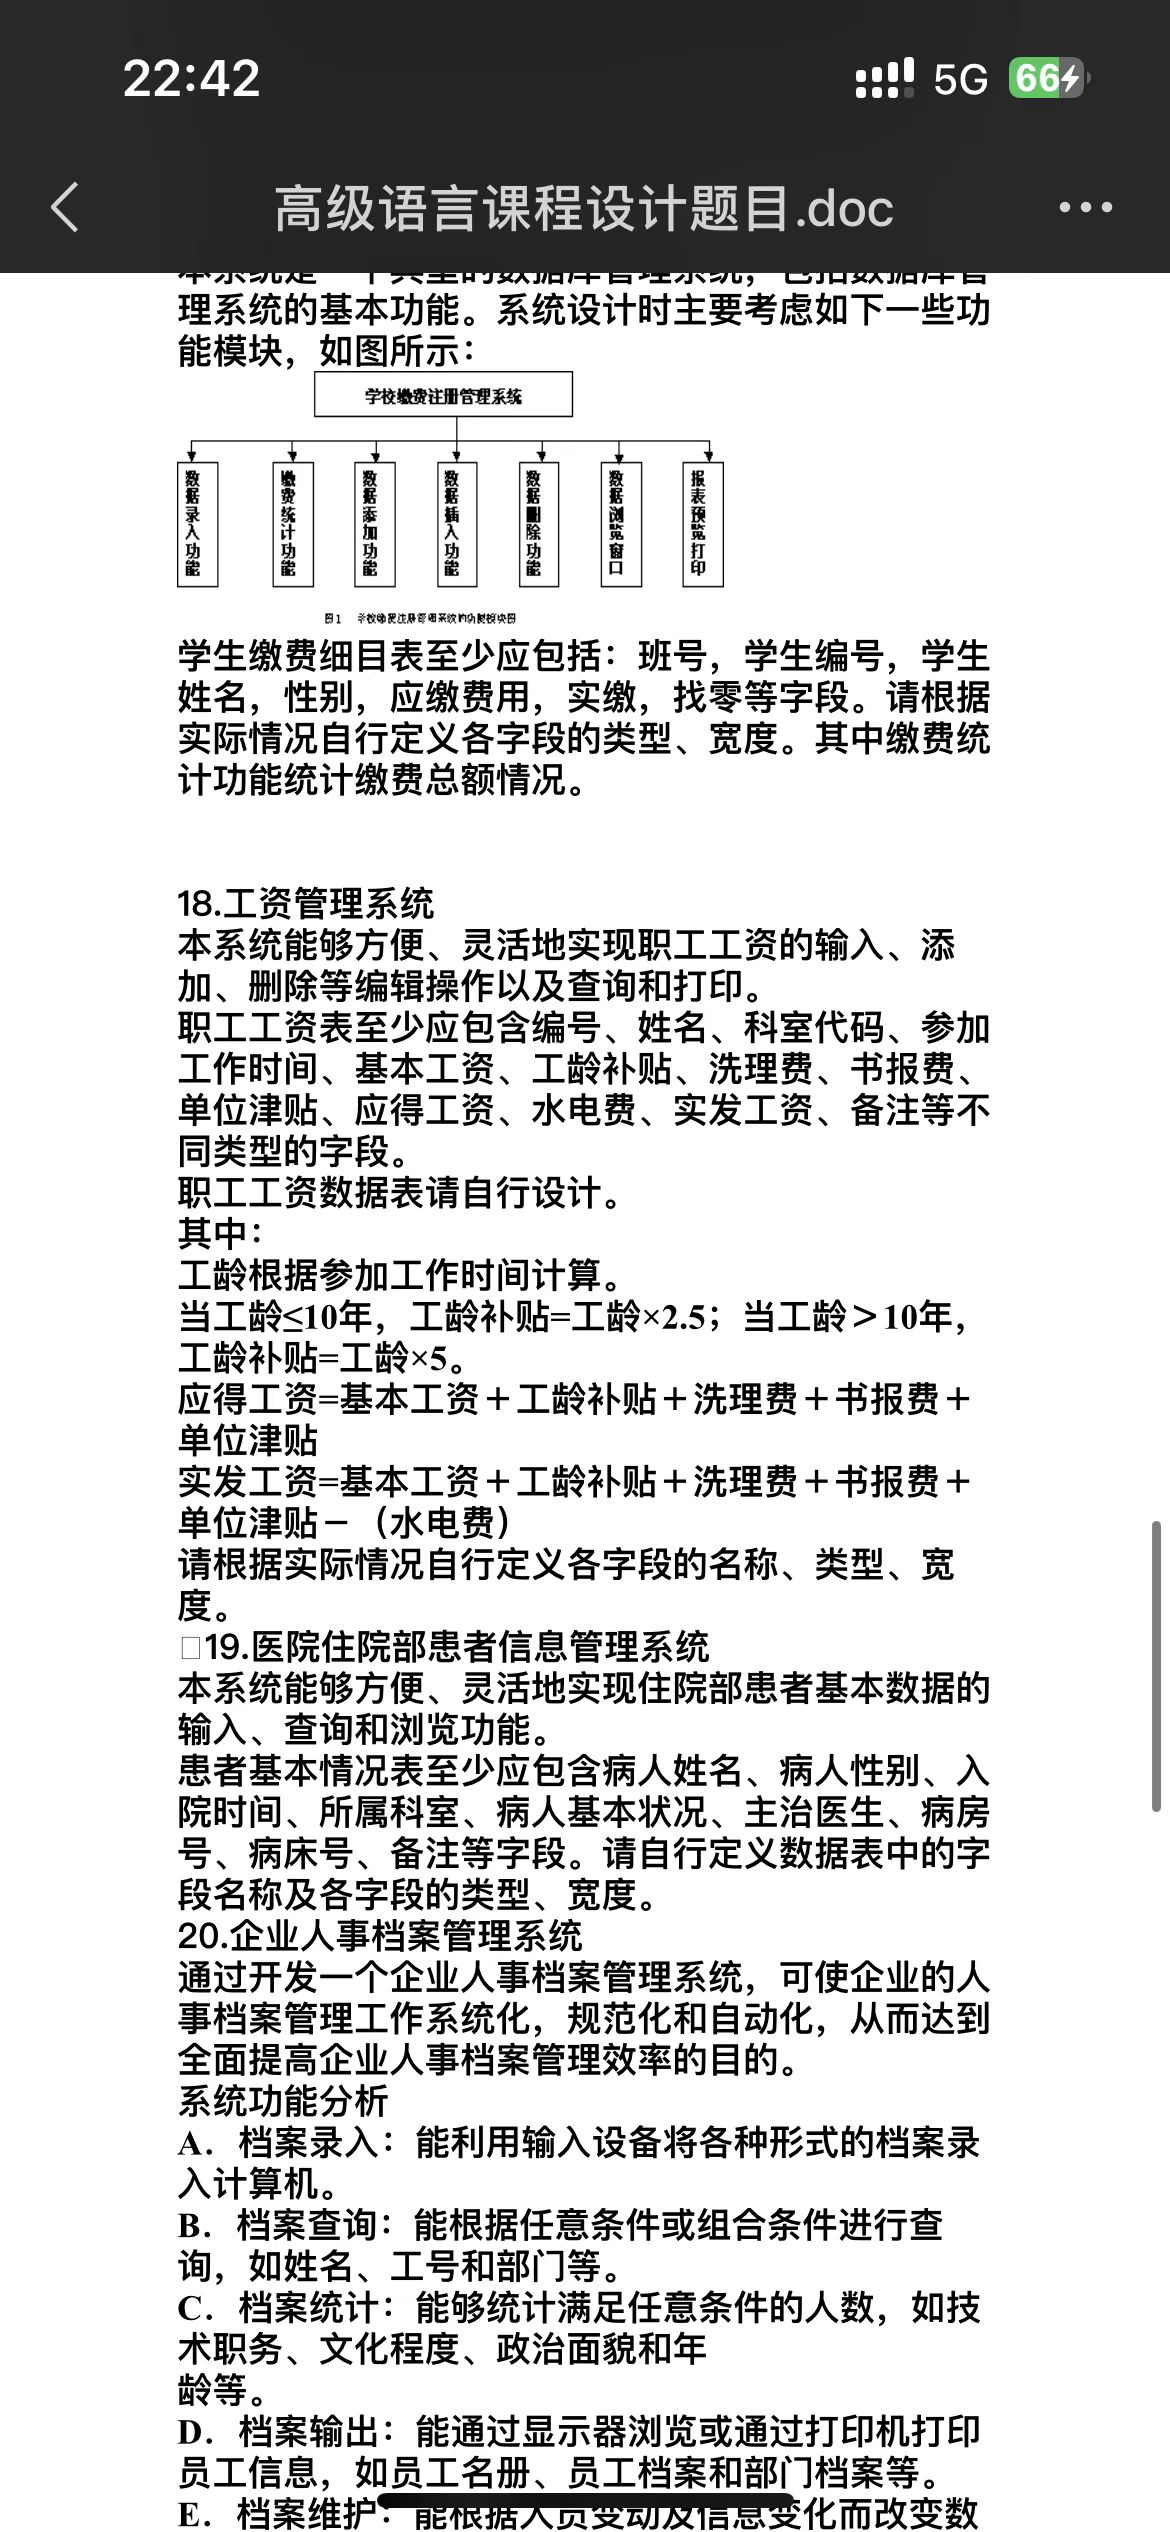 22:42
5G
66
高级语言课程设计题目.doc
本系统是一个典型的数据库管理系统，包括数据库管
理系统的基本功能。系统设计时主要考虑如下一些功
能模块，如图所示：
学校缴费注册管理系统
数据录入功能
缴费统计功能
数据添加功能
数据插入功能
数据删除功能
数据浏览窗口
报表预览打印
图1 学校缴费注册管理系统的功能模块图
学生缴费细目表至少应包括：班号，学生编号，学生
姓名，性别，应缴费用，实缴，找零等字段。请根据
实际情况自行定义各字段的类型、宽度。其中缴费统
计功能统计缴费总额情况。
18.工资管理系统
本系统能够方便、灵活地实现职工工资的输入、添
加、删除等编辑操作以及查询和打印。
职工工资表至少应包含编号、姓名、科室代码、参加
工作时间、基本工资、工龄补贴、洗理费、书报费、
单位津贴、应得工资、水电费、实发工资、备注等不
同类型的字段。
职工工资数据表请自行设计。
其中：
工龄根据参加工作时间计算。
当工龄≤10年，工龄补贴=工龄×2.5；当工龄＞10年，
工龄补贴=工龄×5。
应得工资=基本工资＋工龄补贴＋洗理费＋书报费＋
单位津贴
实发工资=基本工资＋工龄补贴＋洗理费＋书报费＋
单位津贴－（水电费）
请根据实际情况自行定义各字段的名称、类型、宽
度。
19.医院住院部患者信息管理系统
本系统能够方便、灵活地实现住院部患者基本数据的
输入、查询和浏览功能。
患者基本情况表至少应包含病人姓名、病人性别、入
院时间、所属科室、病人基本状况、主治医生、病房
号、病床号、备注等字段。请自行定义数据表中的字
段名称及各字段的类型、宽度。
20.企业人事档案管理系统
通过开发一个企业人事档案管理系统，可使企业的人
事档案管理工作系统化，规范化和自动化，从而达到
全面提高企业人事档案管理效率的目的。
系统功能分析
A．档案录入：能利用输入设备将各种形式的档案录
入计算机。
B．档案查询：能根据任意条件或组合条件进行查
询，如姓名、工号和部门等。
C．档案统计：能够统计满足任意条件的人数，如技
术职务、文化程度、政治面貌和年
龄等。
D．档案输出：能通过显示器浏览或通过打印机打印
员工信息，如员工名册、员工档案和部门档案等。
E．档案维护：能根据人员变动及信息变化而改变数